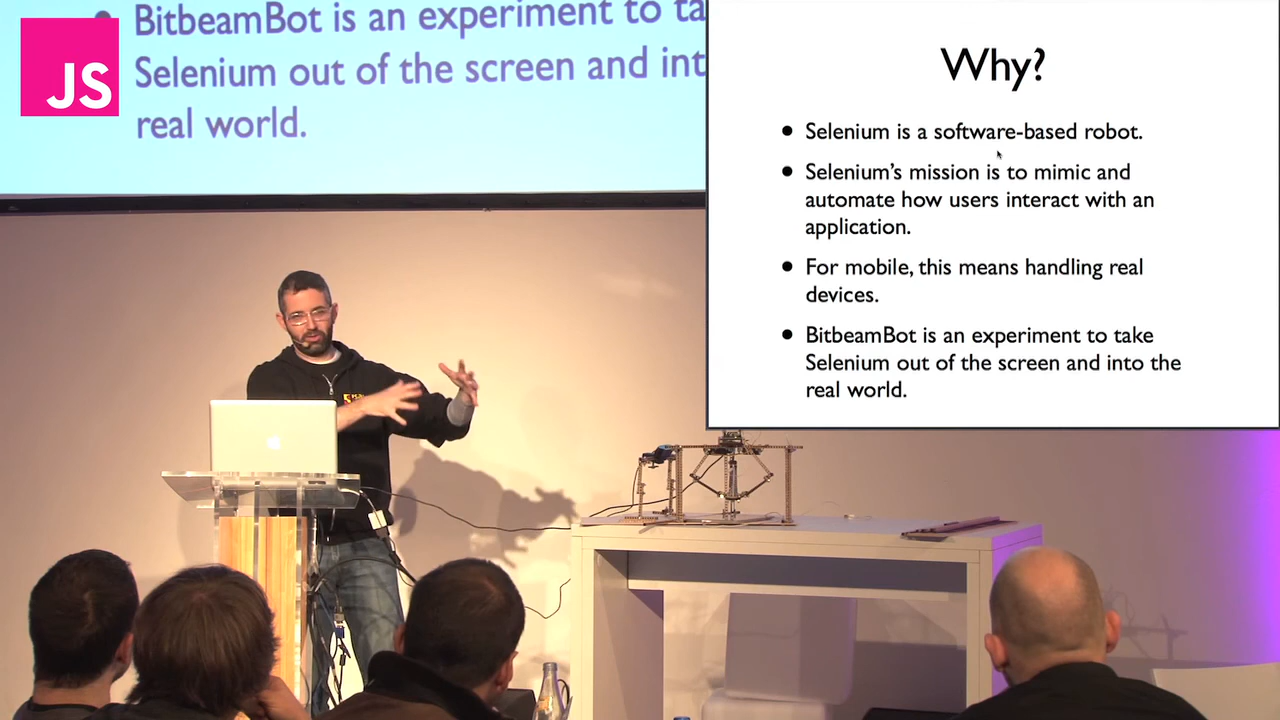 • BitbeamBot is an experiment to ta
Selenium out of the screen and int
real world.
JS
Why?
• Selenium is a software-based robot.
• Selenium’s mission is to mimic and
automate how users interact with an
application.
• For mobile, this means handling real
devices.
• BitbeamBot is an experiment to take
Selenium out of the screen and into the
real world.